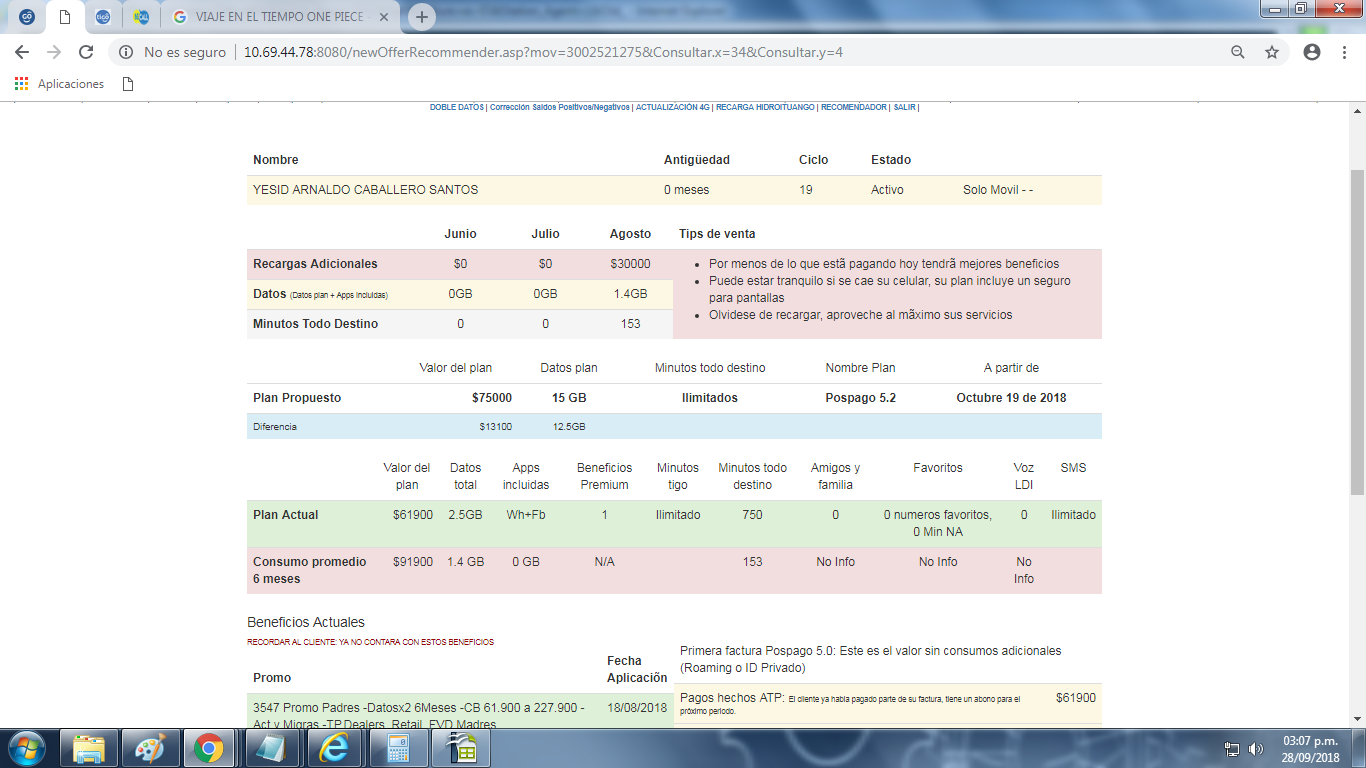 VIAJE EN EL TIEMPO ONE PIECE
No es seguro | 10.69.44.78:8080/newOfferRecommender.asp?mov=3002521275&Consultar.x=34&Consultar.y=4
Aplicaciones
DOBLE DATOS | Corrección Saldos Positivos/Negativos | ACTUALIZACIÓN 4G | RECARGA HIDROITUANGO | RECOMENDADOR | SALIR |
Nombre Antigüedad Ciclo Estado
YESID ARNALDO CABALLERO SANTOS 0 meses 19 Activo Solo Movil - -
Junio Julio Agosto Tips de venta
Recargas Adicionales $0 $0 $30000
Datos (Datos plan + Apps incluidas) 0GB 0GB 1.4GB
Minutos Todo Destino 0 0 153
• Por menos de lo que estã pagando hoy tendrã mejores beneficios
• Puede estar tranquilo si se cae su celular, su plan incluye un seguro
para pantallas
• Olvidese de recargar, aproveche al mãximo sus servicios
Valor del plan Datos plan Minutos todo destino Nombre Plan A partir de
Plan Propuesto $75000 15 GB Ilimitados Pospago 5.2 Octubre 19 de 2018
Diferencia $13100 12.5GB
Valor del plan Datos total Apps incluidas Beneficios Premium Minutos tigo Minutos todo destino Amigos y familia Favoritos Voz LDI SMS
Plan Actual $61900 2.5GB Wh+Fb 1 Ilimitado 750 0 0 numeros favoritos, 0 Min NA 0 Ilimitado
Consumo promedio 6 meses $91900 1.4 GB 0 GB N/A 153 No Info No Info No Info
Beneficios Actuales
RECORDAR AL CLIENTE: YA NO CONTARA CON ESTOS BENEFICIOS
Promo Fecha Aplicaciòn
3547 Promo Padres -Datosx2 6Meses -CB 61.900 a 227.900 - 18/08/2018
Act y Migras -TP.Dealers, Retail, FVD Madres
Primera factura Pospago 5.0: Este es el valor sin consumos adicionales
(Roaming o ID Privado)
Pagos hechos ATP: El cliente ya habìa pagado parte de su factura, tiene un abono para el $61900
próximo periodo.
03:07 p.m.
28/09/2018